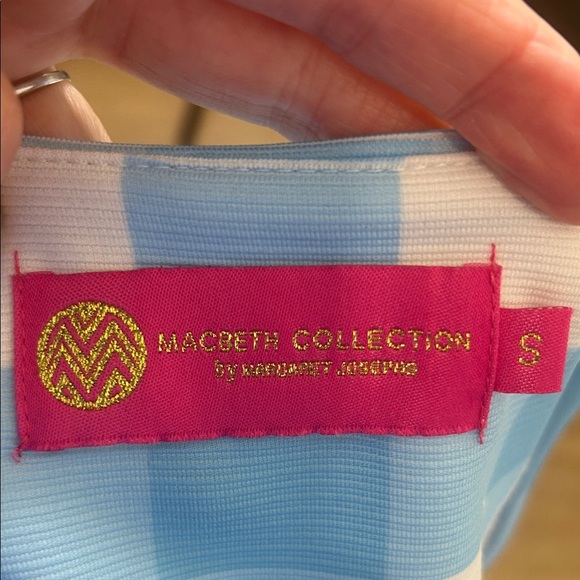 MACBETH COLLECTION
by MARGARET JOSEPHS
S